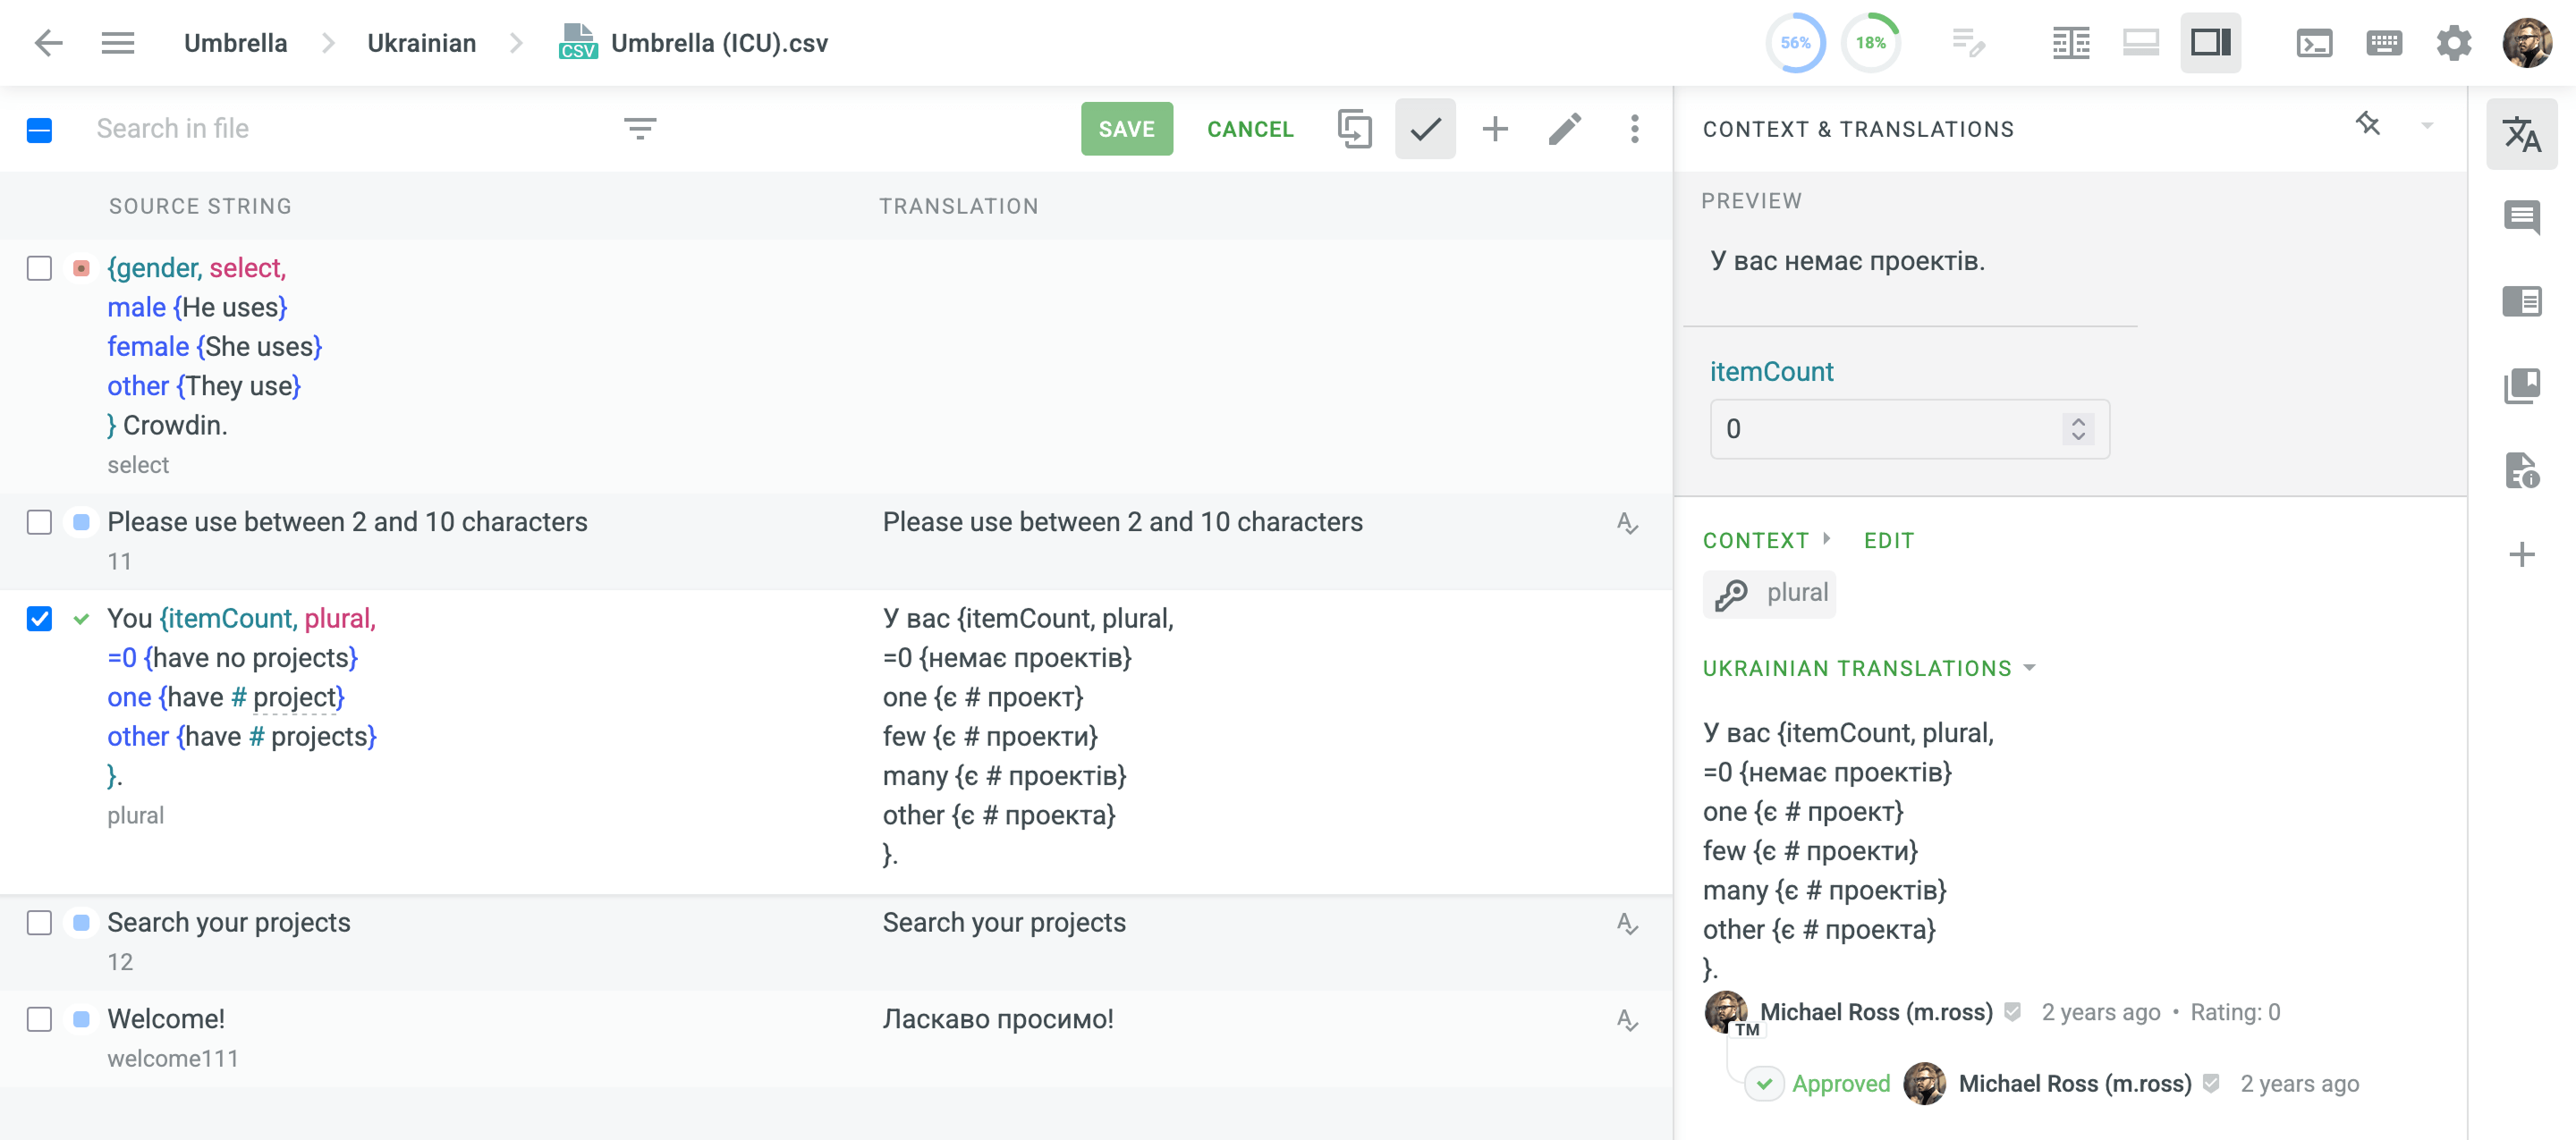 Umbrella
Ukrainian
CSV
Umbrella (ICU).csv
56%
18%
Search in file
SAVE
CANCEL
CONTEXT & TRANSLATIONS
SOURCE STRING
TRANSLATION
{gender, select,
male {He uses}
female {She uses}
other {They use}
} Crowdin.
select
Please use between 2 and 10 characters
11
Please use between 2 and 10 characters
You {itemCount, plural,
=0 {have no projects}
one {have # project}
other {have # projects}
}.
plural
У вас {itemCount, plural,
=0 {немає проектів}
one {є # проект}
few {є # проекти}
many {є # проектів}
other {є # проекта}
}.
Search your projects
12
Search your projects
Welcome!
welcome111
Ласкаво просимо!
PREVIEW
У вас немає проектів.
itemCount
0
CONTEXT
EDIT
plural
UKRAINIAN TRANSLATIONS
У вас {itemCount, plural,
=0 {немає проектів}
one {є # проект}
few {є # проекти}
many {є # проектів}
other {є # проекта}
}.
Michael Ross (m.ross) 2 years ago • Rating: 0
TM
Approved Michael Ross (m.ross) 2 years ago